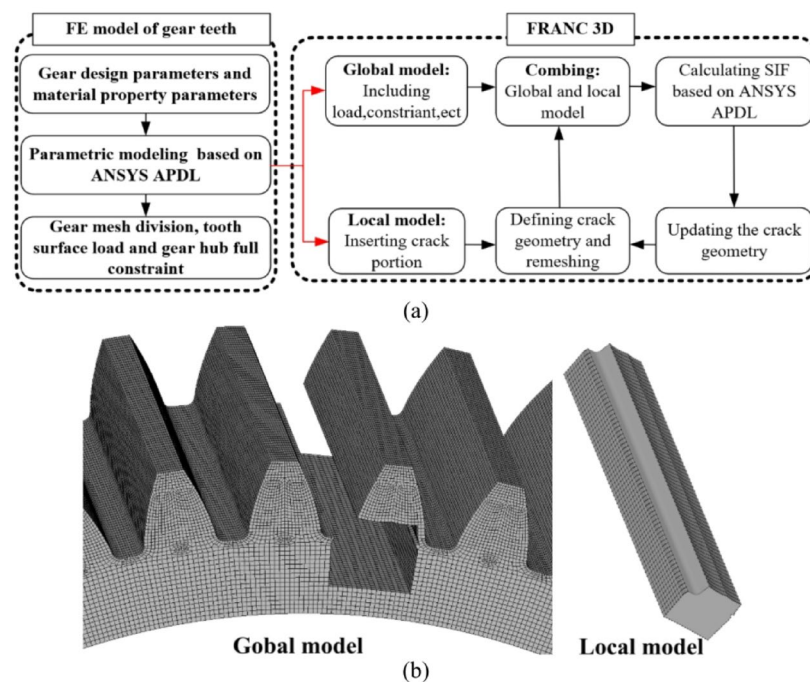 FE model of gear teeth
Gear design parameters and
material property parameters
Parametric modeling based on
ANSYS APDL
Gear mesh division, tooth
surface load and gear hub full
constraint
FRANC 3D
Global model:
Including
load,constriant,ect
Combing:
Global and local
model
Calculating SIF
based on ANSYS
APDL
Local model:
Inserting crack
portion
Defining crack
geometry and
remeshing
Updating the crack
geometry
(a)
Gobal model
Local model
(b)